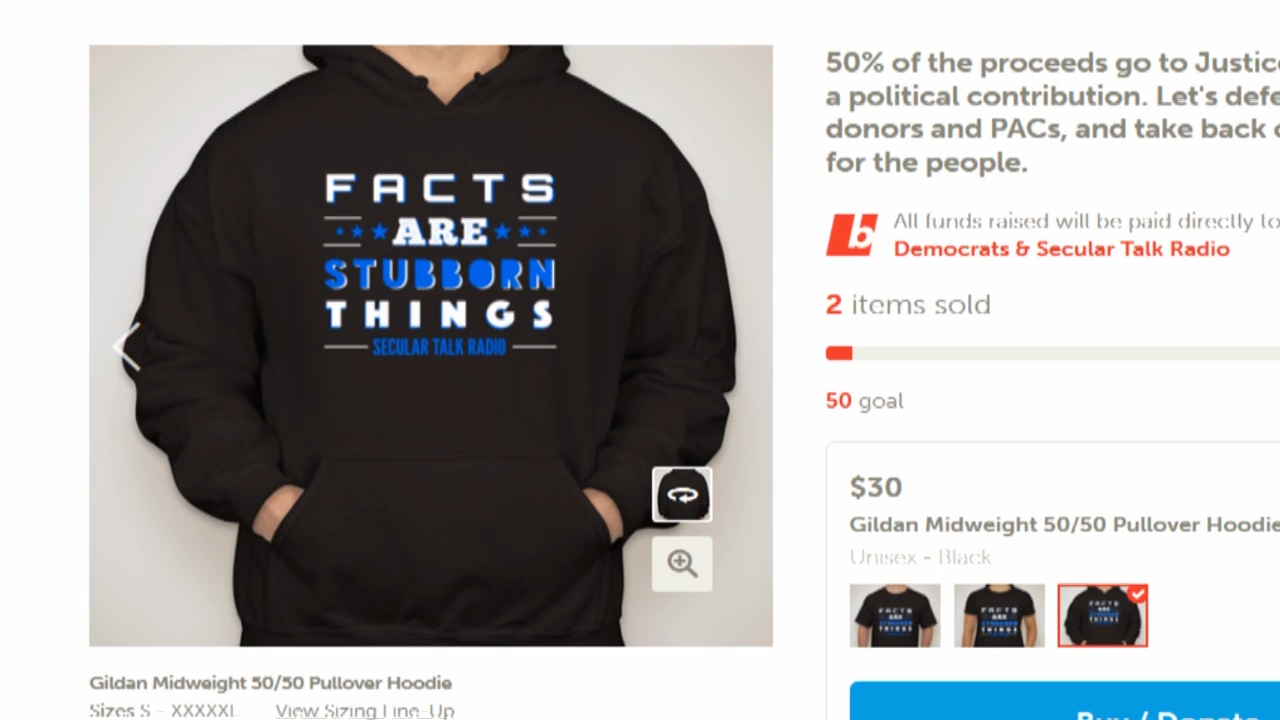 FACTS
ARE
STUBBORN
THINGS
SECULAR TALK RADIO
Gildan Midweight 50/50 Pullover Hoodie
Sizes S - XXXXXL View Sizing Line-Up
50% of the proceeds go to Justice
a political contribution. Let's defe
donors and PACs, and take back o
for the people.
b All funds raised will be paid directly to
Democrats & Secular Talk Radio
2 items sold
50 goal
$30
Gildan Midweight 50/50 Pullover Hoodie
Unisex - Black
Buy / Donate